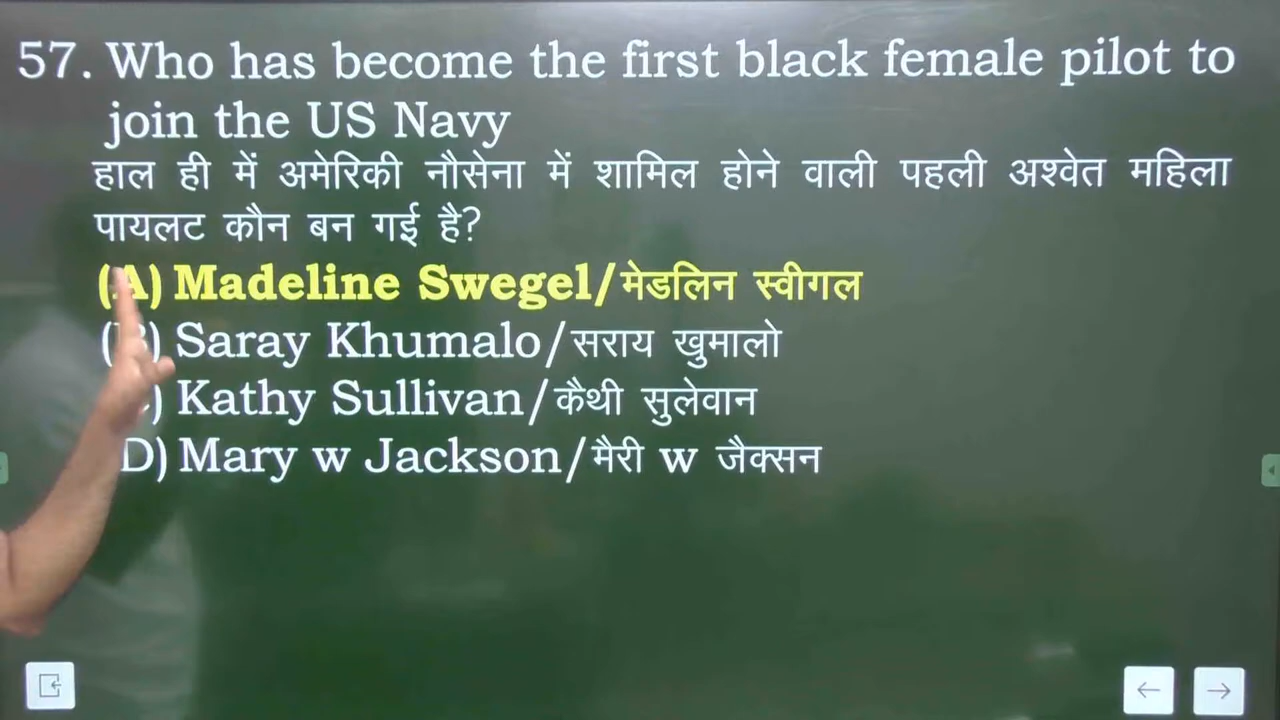 57. Who has become the first black female pilot to
join the US Navy
हाल ही में अमेरिकी नौसेना में शामिल होने वाली पहली अश्वेत महिला
पायलट कौन बन गई है?
(A) Madeline Swegel/मेडलिन स्वीगल
(B) Saray Khumalo/सराय खुमालो
) Kathy Sullivan/कैथी सुलेवान
D) Mary w Jackson/मैरी w जैक्सन